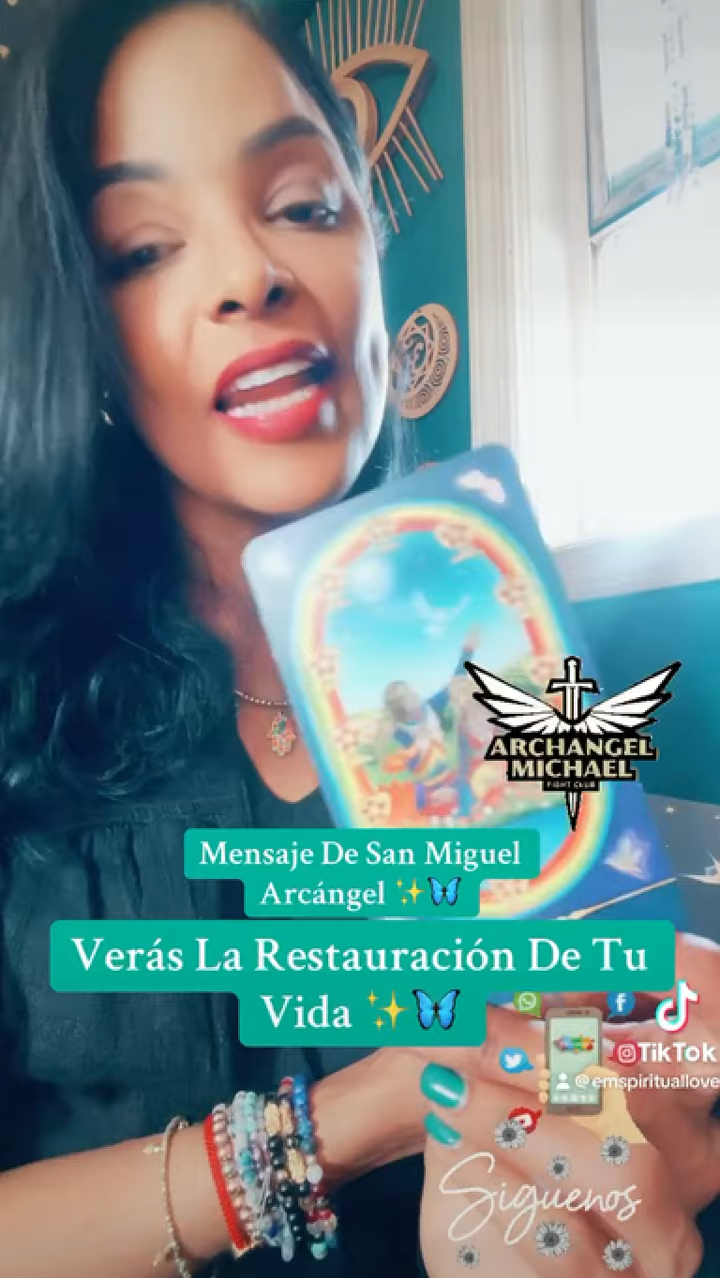 ARCHANGEL
MICHAEL
FIGHT CLUB
Mensaje De San Miguel
Arcángel ✨🦋
Verás La Restauración De Tu
Vida ✨🦋
TikTok
@emspirituallove
Siguenos